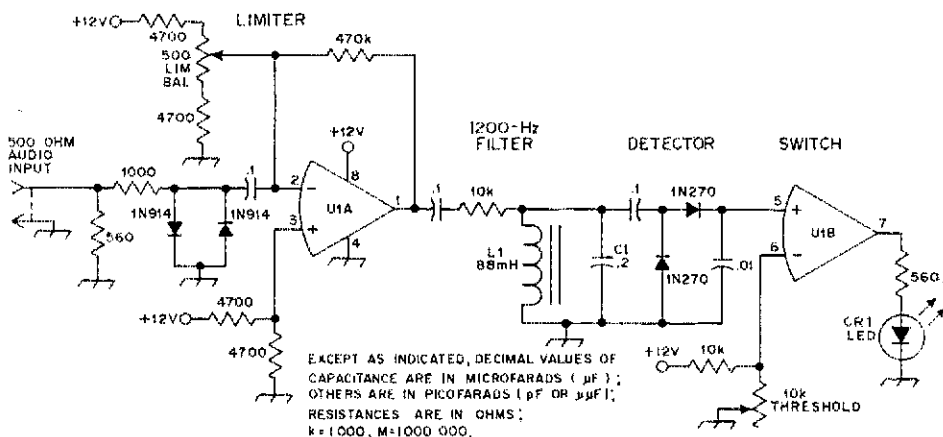 LIMITER
+12V
4700
500
LIM
BAL
470k
4700
500 OHM
AUDIO
INPUT
1000
.1
+12V
1N914
1N914
560
2
3
8
U1A
1
4
4700
+12V
4700
1200-Hz
FILTER
.1
10k
L1
88mH
C1
.2
DETECTOR
.1
1N270
1N270
.01
SWITCH
5
6
U1B
7
560
CR1
LED
+12V
10k
10k
THRESHOLD
EXCEPT AS INDICATED, DECIMAL VALUES OF
CAPACITANCE ARE IN MICROFARADS ( µF ) ;
OTHERS ARE IN PICOFARADS ( pF OR µµF) ;
RESISTANCES ARE IN OHMS ;
k=1000, M=1000 000.